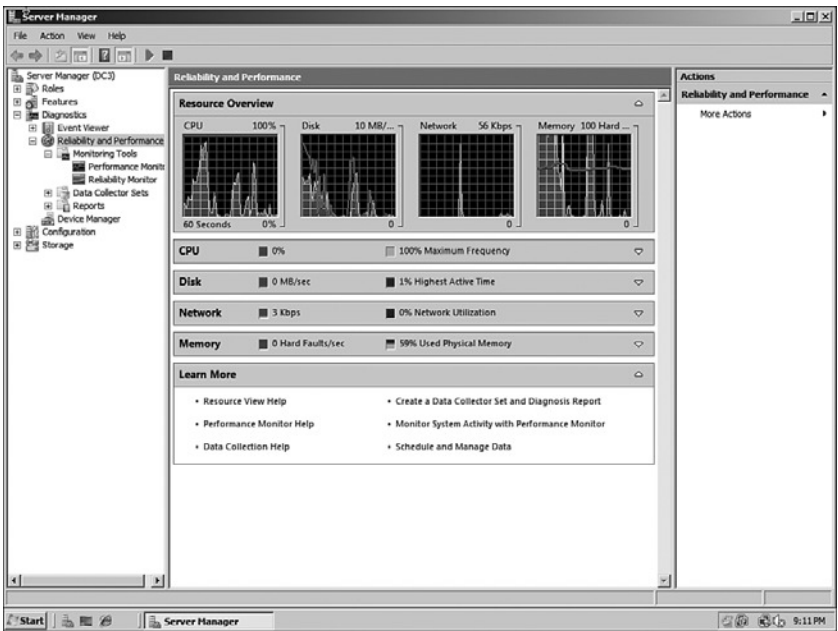 Server Manager
File Action View Help
Server Manager (DC3)
Roles
Features
Diagnostics
Event Viewer
Reliability and Performance
Monitoring Tools
Performance Monito
Reliability Monitor
Data Collector Sets
Reports
Device Manager
Configuration
Storage
Reliability and Performance
Resource Overview
CPU 100% Disk 10 MB/... Network 56 Kbps Memory 100 Hard ...
60 Seconds 0% 0 0 0
CPU 0% 100% Maximum Frequency
Disk 0 MB/sec 1% Highest Active Time
Network 3 Kbps 0% Network Utilization
Memory 0 Hard Faults/sec 59% Used Physical Memory
Learn More
• Resource View Help • Create a Data Collector Set and Diagnosis Report
• Performance Monitor Help • Monitor System Activity with Performance Monitor
• Data Collection Help • Schedule and Manage Data
Actions
Reliability and Performance
More Actions
Start Server Manager 9:11 PM